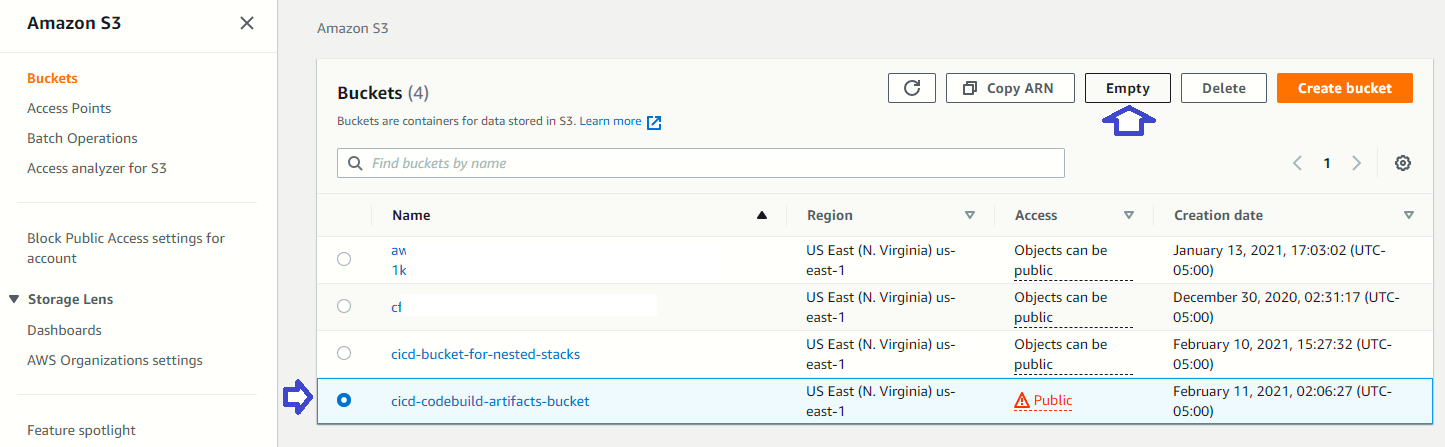 Amazon S3
Buckets
Access Points
Batch Operations
Access analyzer for S3
Block Public Access settings for
account
Storage Lens
Dashboards
AWS Organizations settings
Feature spotlight
Amazon S3
Buckets (4)
Copy ARN
Empty
Delete
Create bucket
Buckets are containers for data stored in S3. Learn more
Find buckets by name
1
Name Region Access Creation date
US East (N. Virginia) us-
east-1
Objects can be
public
January 13, 2021, 17:03:02 (UTC-
05:00)
US East (N. Virginia) us-
east-1
Objects can be
public
December 30, 2020, 02:31:17 (UTC-
05:00)
cicd-bucket-for-nested-stacks
US East (N. Virginia) us-
east-1
Objects can be
public
February 10, 2021, 15:27:32 (UTC-
05:00)
cicd-codebuild-artifacts-bucket
US East (N. Virginia) us-
east-1
Public
February 11, 2021, 02:06:27 (UTC-
05:00)